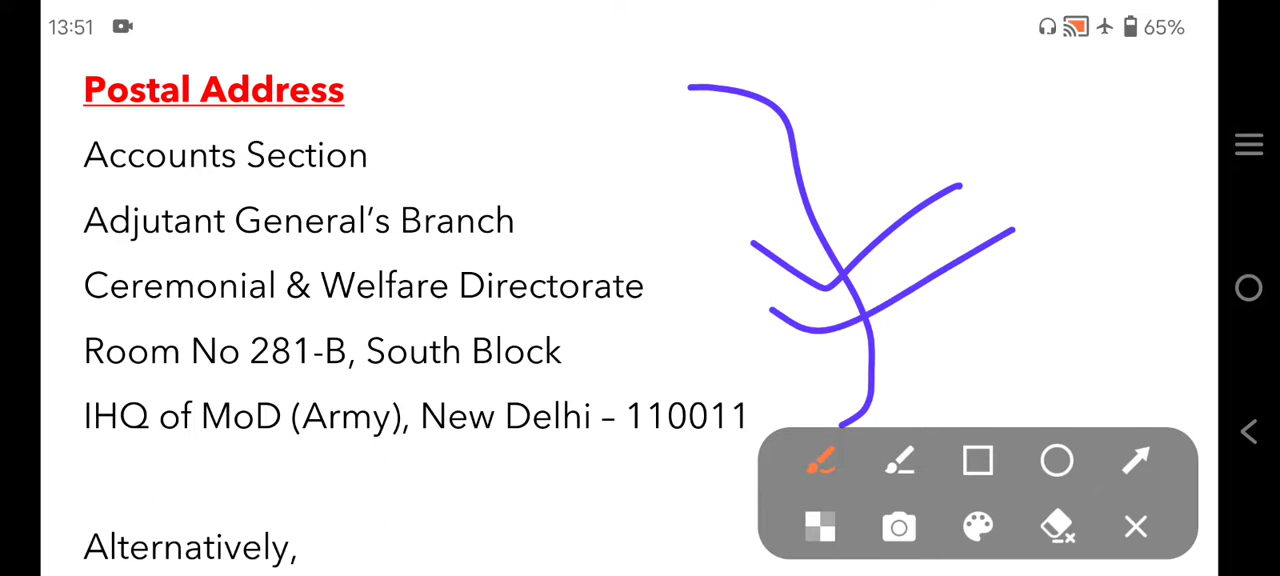 13:51 65%
Postal Address
Accounts Section
Adjutant General’s Branch
Ceremonial & Welfare Directorate
Room No 281-B, South Block
IHQ of MoD (Army), New Delhi – 110011
Alternatively,